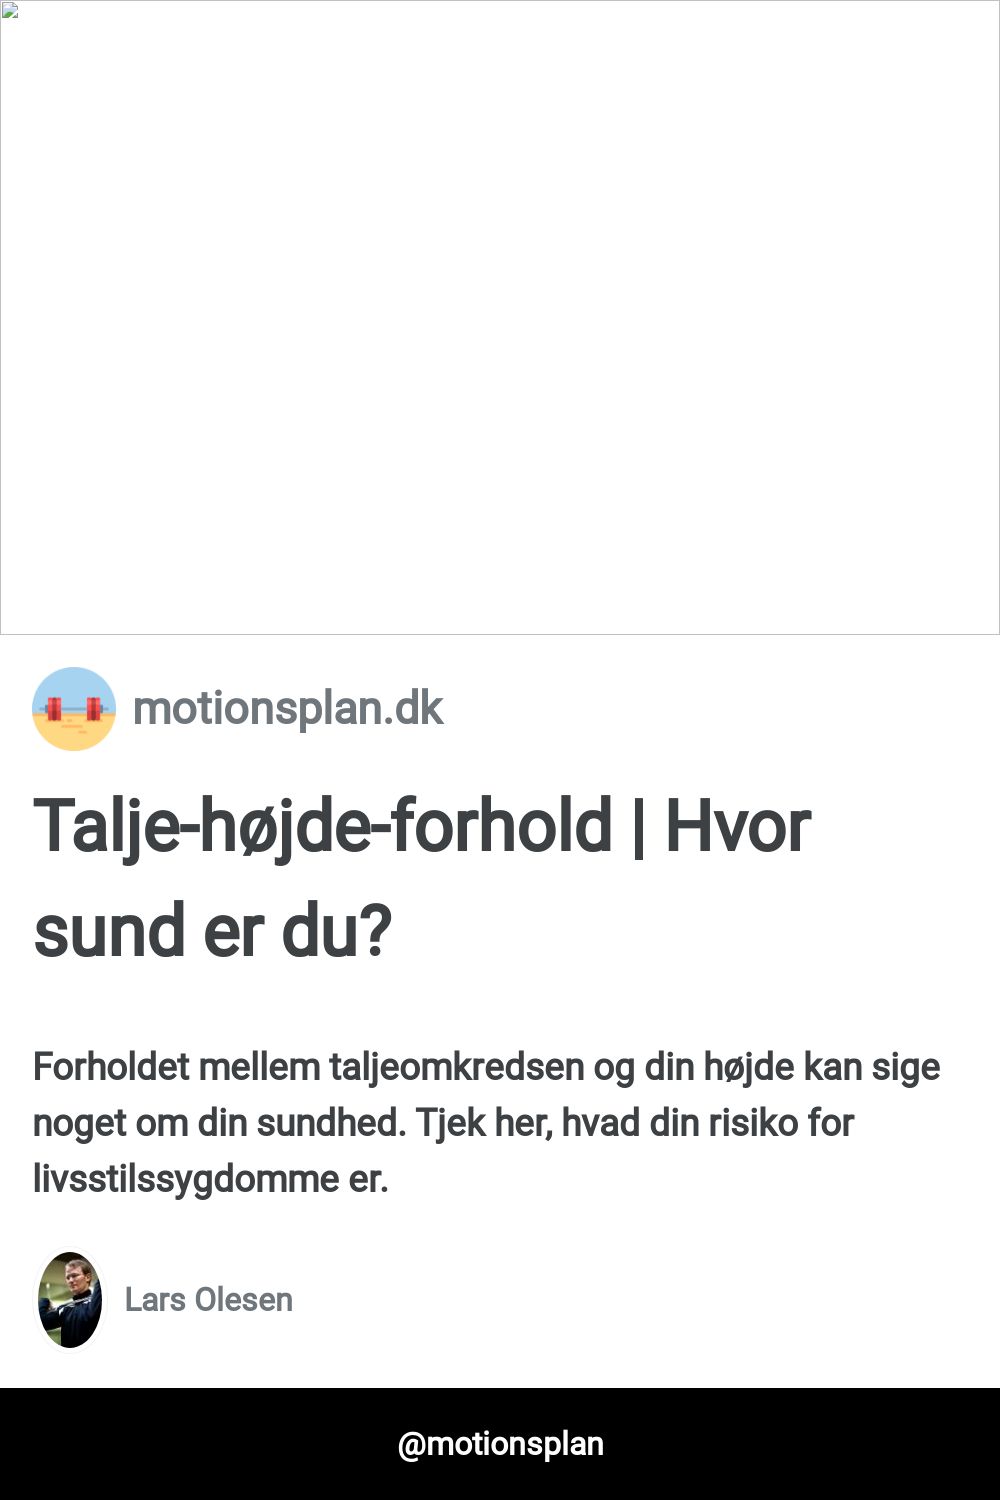 motionsplan.dk
Talje-højde-forhold | Hvor
sund er du?
Forholdet mellem taljeomkredsen og din højde kan sige
noget om din sundhed. Tjek her, hvad din risiko for
livsstilssygdomme er.
Lars Olesen
@motionsplan